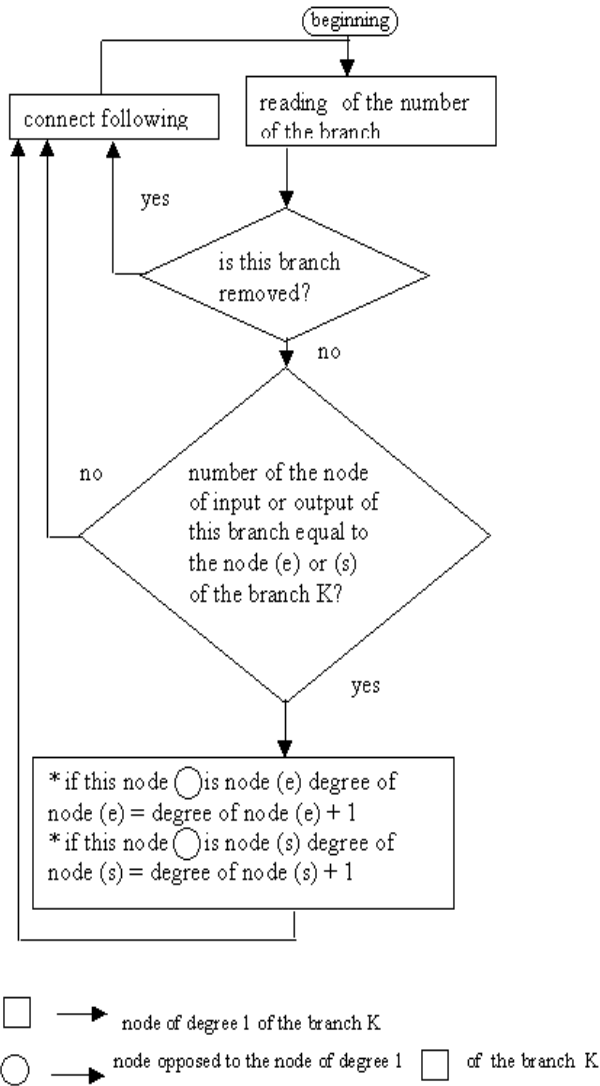 beginning
connect following
reading of the number
of the branch
yes
is this branch
removed?
no
no
number of the node
of input or output of
this branch equal to
the node (e) or (s)
of the branch K?
yes
* if this node is node (e) degree of
node (e) = degree of node (e) + 1
* if this node is node (s) degree of
node (s) = degree of node (s) + 1
node of degree 1 of the branch K
node opposed to the node of degree 1 of the branch K